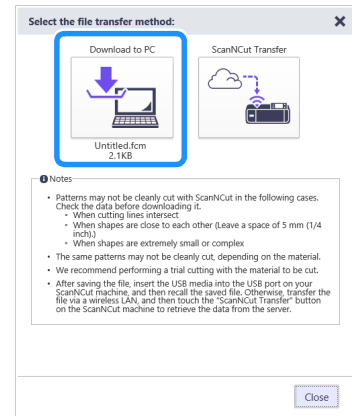 Select the file transfer method:
Download to PC
ScanNCut Transfer
Untitled.fcm
2.1KB
Notes
• Patterns may not be cleanly cut with ScanNCut in the following cases.
Check the data before downloading it.
• When cutting lines intersect
• When shapes are close to each other (Leave a space of 5 mm (1/4
inch).)
• When shapes are extremely small or complex
• The same patterns may not be cleanly cut, depending on the material.
• We recommend performing a trial cutting with the material to be cut.
• After saving the file, insert the USB media into the USB port on your
ScanNCut machine, and then recall the saved file. Otherwise, transfer the
file via a wireless LAN, and then touch the "ScanNCut Transfer" button
on the ScanNCut machine to retrieve the data from the server.
Close